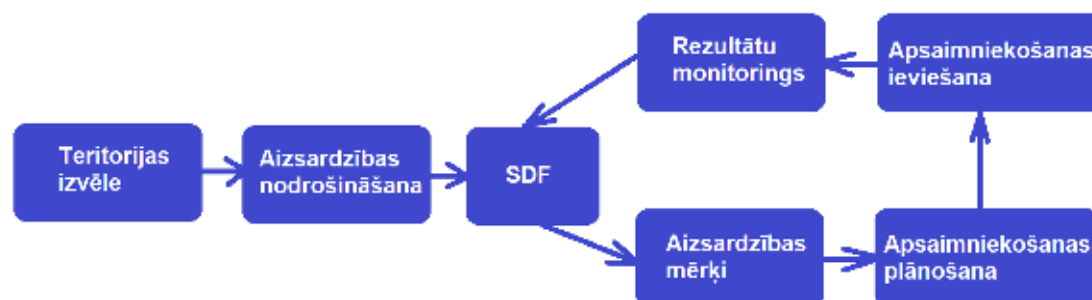 Teritorijas
izvēle
Aizsardzības
nodrošināšana
SDF
Aizsardzības
mērķi
Apsaimniekošanas
plānošana
Apsaimniekošanas
ieviešana
Rezultātu
monitorings